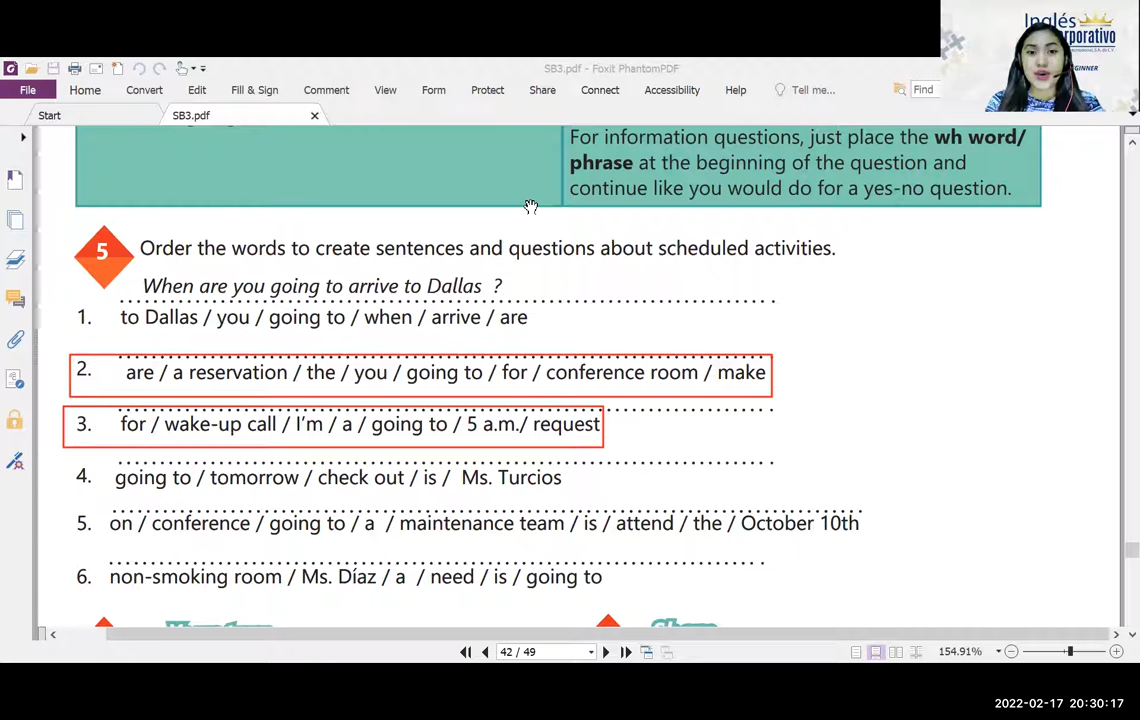 Inglés
orporativo
GINNER
SB3.pdf - Foxit PhantomPDF
File Home Convert Edit Fill & Sign Comment View Form Protect Share Connect Accessibility Help Tell me... Find
Start SB3.pdf
For information questions, just place the wh word/
phrase at the beginning of the question and
continue like you would do for a yes-no question.
5 Order the words to create sentences and questions about scheduled activities.
When are you going to arrive to Dallas ?
1. to Dallas / you / going to / when / arrive / are
2. are / a reservation / the / you / going to / for / conference room / make
3. for / wake-up call / I'm / a / going to / 5 a.m./ request
4. going to / tomorrow / check out / is / Ms. Turcios
5. on / conference / going to / a / maintenance team / is / attend / the / October 10th
6. non-smoking room / Ms. Díaz / a / need / is / going to
42 / 49
154.91%
2022-02-17 20:30:17